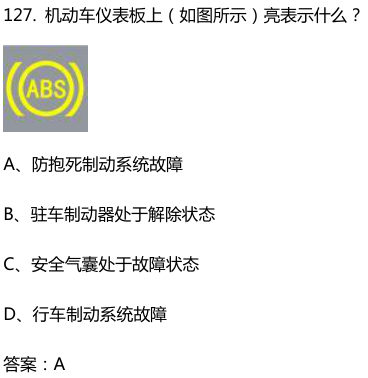 127. 机动车仪表板上（如图所示）亮表示什么？
ABS
A、防抱死制动系统故障
B、驻车制动器处于解除状态
C、安全气囊处于故障状态
D、行车制动系统故障
答案：A